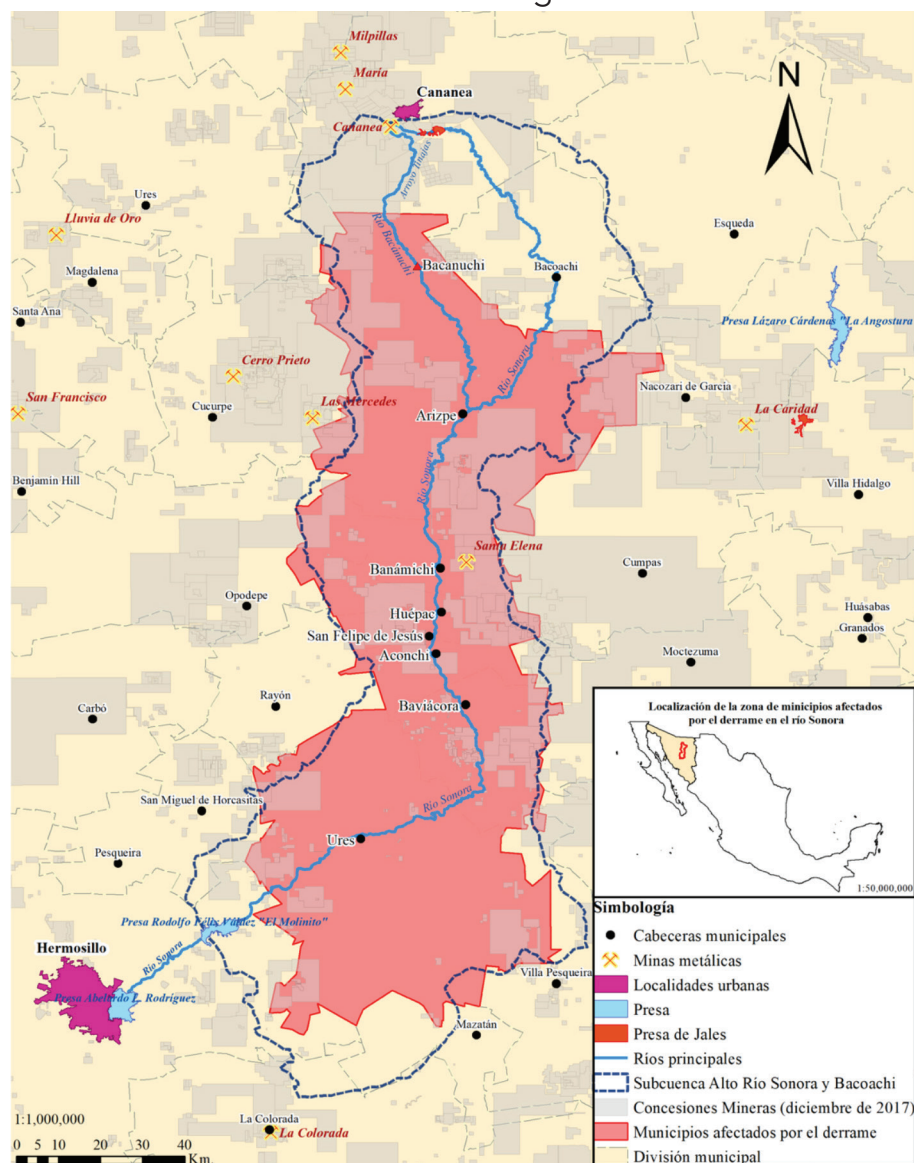 Milpillas
María
Cananea
Cananea
Arroyo Tinajas
Río Bacanuchi
Ures
Lluvia de Oro
Magdalena
Santa Ana
Bacanuchi
Bacoachi
Esqueda
Presa Lázaro Cárdenas "La Angostura"
Cerro Prieto
San Francisco
Cucurpe
Las Mercedes
Río Sonora
Nacozari de García
La Caridad
Arizpe
Benjamin Hill
Río Sonora
Villa Hidalgo
Santa Elena
Banámichi
Cumpas
Opodepe
Huépac
Huásabas
Granados
San Felipe de Jesús
Aconchi
Moctezuma
Rayón
Baviácora
Carbó
San Miguel de Horcasitas
Río Sonora
Pesqueira
Ures
Presa Rodolfo Félix Váldez "El Molinito"
Hermosillo
Río Sonora
Presa Abelardo L. Rodríguez
Villa Pesqueira
Mazatán
La Colorada
La Colorada
N
Localización de la zona de minicipios afectados
por el derrame en el río Sonora
1:50,000,000
Simbología
Cabeceras municipales
Minas metálicas
Localidades urbanas
Presa
Presa de Jales
Ríos principales
Subcuenca Alto Rio Sonora y Bacoachi
Concesiones Mineras (diciembre de 2017)
Municipios afectados por el derrame
División municipal
1:1,000,000
0 5 10 20 30 40
Km.